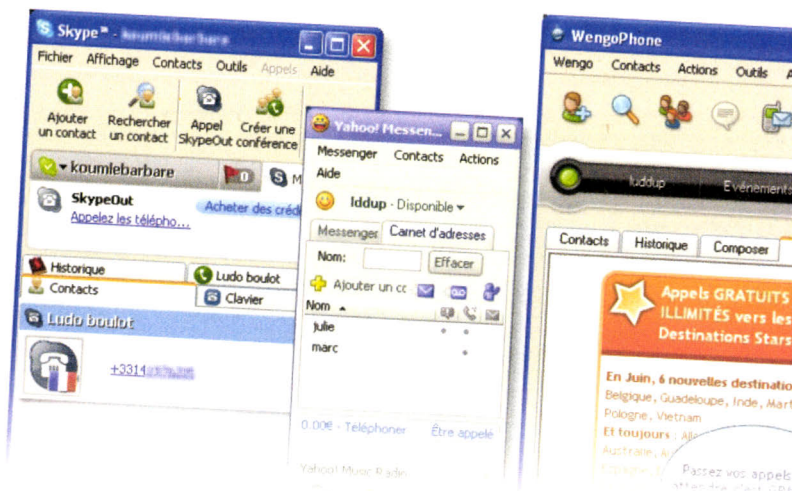 Skype™ -
Fichier Affichage Contacts Outils Appels Aide
Ajouter un contact
Rechercher un contact
Appel SkypeOut
Créer une conférence
koumlebarbare
0
SkypeOut
Appelez les télépho...
Acheter des créd
Historique
Ludo boulot
Contacts
Clavier
Ludo boulot
+3314
Yahoo! Messen...
Messenger Contacts Actions
Aide
lddup - Disponible
Messenger
Carnet d'adresses
Nom:
Effacer
Ajouter un cc
Nom
julie
marc
0.00€ - Téléphoner
Être appelé
Yahoo! Music Radio
WengoPhone
Wengo Contacts Actions Outils A
luddup
Evénements
Contacts
Historique
Composer
Appels GRATUITS
ILLIMITÉS vers les
Destinations Stars
En Juin, 6 nouvelles destinatio
Belgique, Guadeloupe, Inde, Mart
Pologne, Vietnam
Et toujours :
Australie,
Passez vos appels